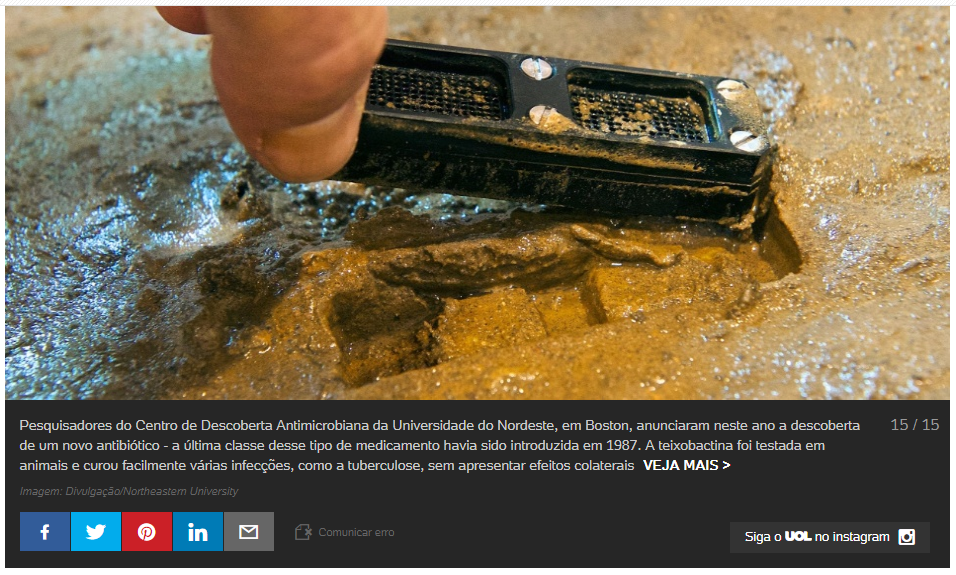 Pesquisadores do Centro de Descoberta Antimicrobiana da Universidade do Nordeste, em Boston, anunciaram neste ano a descoberta
15 / 15
de um novo antibiótico - a última classe desse tipo de medicamento havia sido introduzida em 1987. A teixobactina foi testada em
animais e curou facilmente várias infecções, como a tuberculose, sem apresentar efeitos colaterais VEJA MAIS >
Imagem: Divulgação/Northeastern University
Comunicar erro
Siga o UOL no instagram